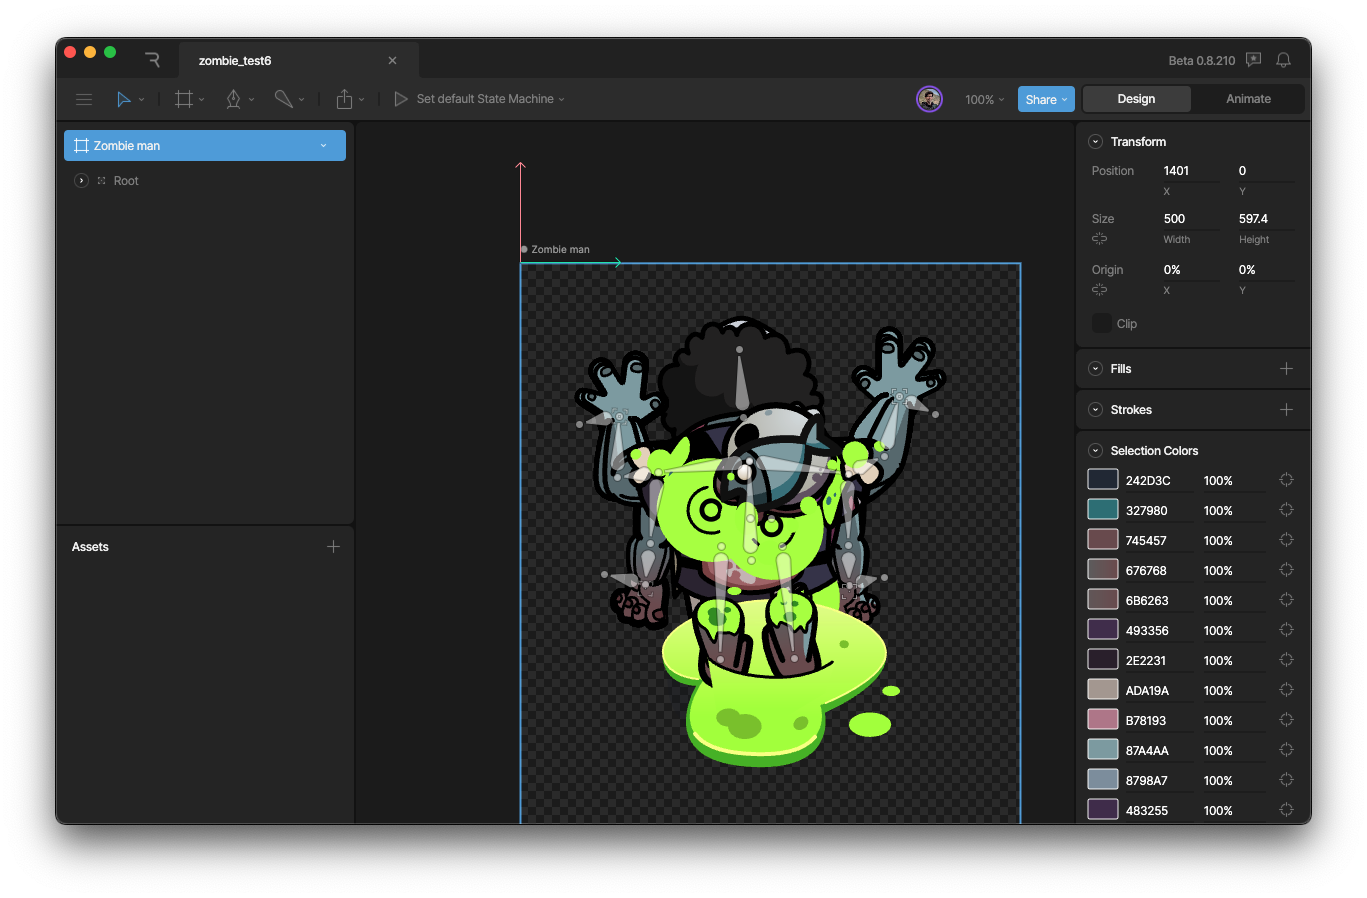 zombie_test6
Beta 0.8.210
Set default State Machine
100%
Share
Design
Animate
Zombie man
Root
Assets
Zombie man
Transform
Position 1401 0
X Y
Size 500 597.4
Width Height
Origin 0% 0%
X Y
Clip
Fills
Strokes
Selection Colors
242D3C 100%
327980 100%
745457 100%
676768 100%
6B6263 100%
493356 100%
2E2231 100%
ADA19A 100%
B78193 100%
87A4AA 100%
8798A7 100%
483255 100%